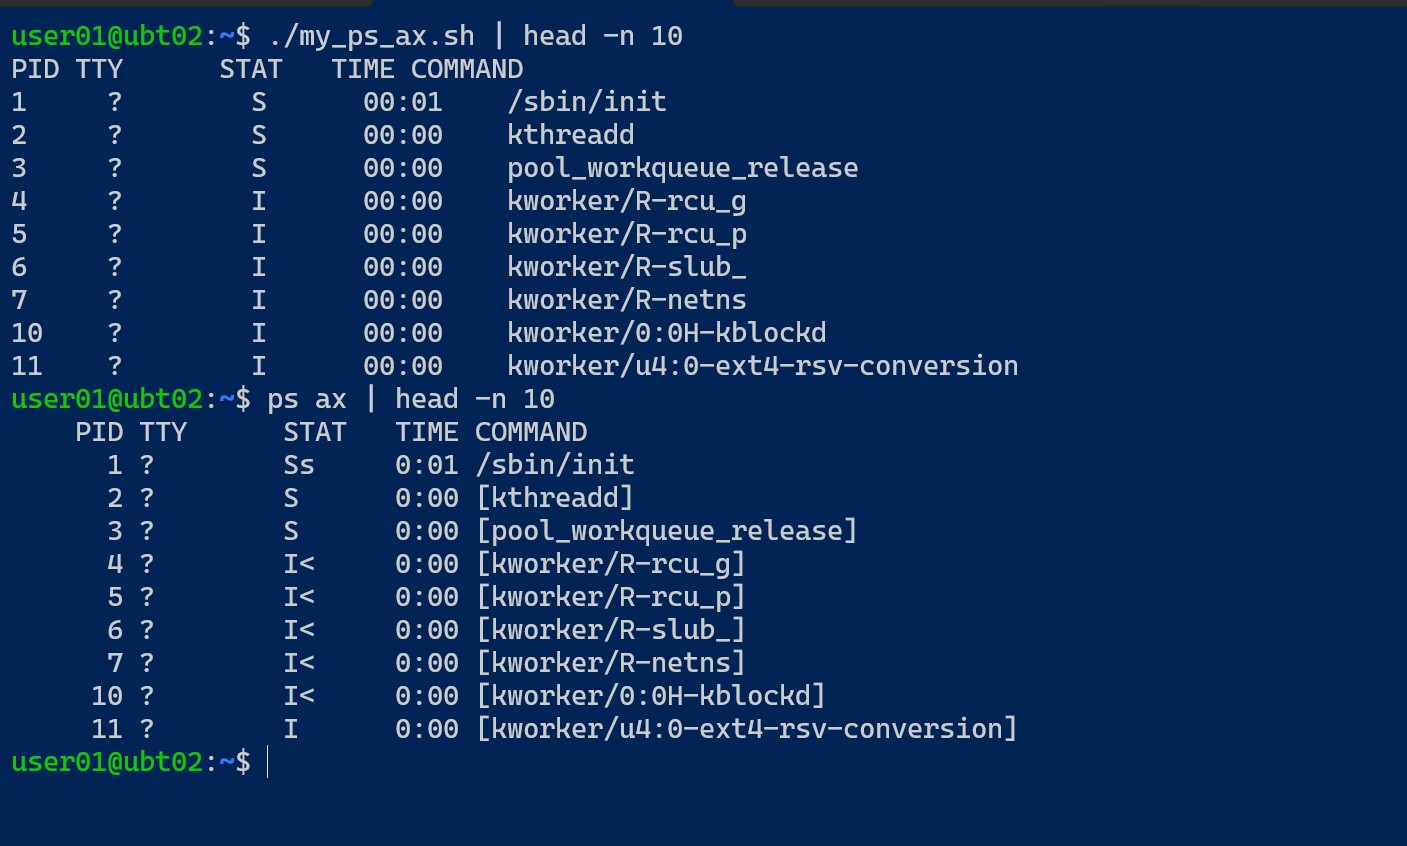 user01@ubt02:~$ ./my_ps_ax.sh | head -n 10
PID TTY      STAT   TIME COMMAND
1     ?        S      00:01    /sbin/init
2     ?        S      00:00    kthreadd
3     ?        S      00:00    pool_workqueue_release
4     ?        I      00:00    kworker/R-rcu_g
5     ?        I      00:00    kworker/R-rcu_p
6     ?        I      00:00    kworker/R-slub_
7     ?        I      00:00    kworker/R-netns
10    ?        I      00:00    kworker/0:0H-kblockd
11    ?        I      00:00    kworker/u4:0-ext4-rsv-conversion
user01@ubt02:~$ ps ax | head -n 10
    PID TTY      STAT   TIME COMMAND
      1 ?        Ss     0:01 /sbin/init
      2 ?        S      0:00 [kthreadd]
      3 ?        S      0:00 [pool_workqueue_release]
      4 ?        I<     0:00 [kworker/R-rcu_g]
      5 ?        I<     0:00 [kworker/R-rcu_p]
      6 ?        I<     0:00 [kworker/R-slub_]
      7 ?        I<     0:00 [kworker/R-netns]
     10 ?        I<     0:00 [kworker/0:0H-kblockd]
     11 ?        I      0:00 [kworker/u4:0-ext4-rsv-conversion]
user01@ubt02:~$